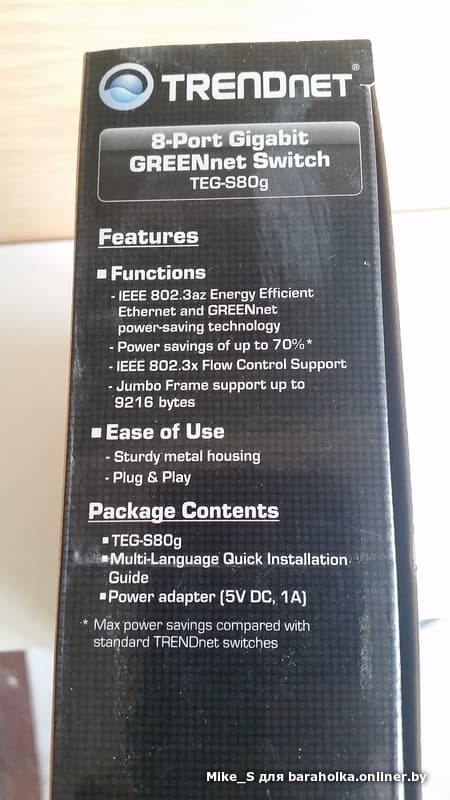 TRENDNET®
8-Port Gigabit
GREENnet Switch
TEG-S80g
Features
▪ Functions
- IEEE 802.3az Energy Efficient
Ethernet and GREENnet
power-saving technology
- Power savings of up to 70%*
- IEEE 802.3x Flow Control Support
- Jumbo Frame support up to
9216 bytes
▪ Ease of Use
- Sturdy metal housing
- Plug & Play
Package Contents
▪ TEG-S80g
▪ Multi-Language Quick Installation
Guide
▪ Power adapter (5V DC, 1A)
* Max power savings compared with
standard TRENDnet switches
Mike_S для baraholka.onliner.by